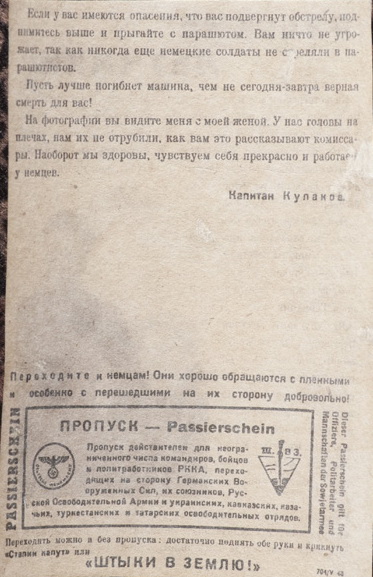 Если у вас имеются опасения, что вас подвергнут обстрелу, под-
нимитесь выше и прыгайте с парашютом. Вам ничто не угро-
жает, так как никогда еще немецкие солдаты не стреляли в па-
рашютистов.
Пусть лучше погибнет машина, чем не сегодня-завтра верная
смерть для вас!
На фотографии вы видите меня с моей женой. У нас головы на
плечах, нам их не отрубили, как вам это рассказывают комисса-
ры. Наоборот мы здоровы, чувствуем себя прекрасно и работаем
у немцев.
Капитан Кулаков.
Переходите к немцам! Они хорошо обращаются с пленными
и особенно с перешедшими на их сторону добровольно!
PASSIERSCHEIN
ПРОПУСК — Passierschein
Пропуск действителен для неогра-
ниченного числа командиров, бойцов
и политработников РККА, перехо-
дящих на сторону Германских Во-
оруженных Сил, их союзников, Рус-
ской Освободительной Армии и украинских, кавказских, каза-
чьих, туркестанских и татарских освободительных отрядов.
Ш. В З.
Dieser Passierschein gilt für
Offiziere, Politarbeiter und
Mannschaften der Sowjetarmee
Переходить можно и без пропуска: достаточно поднять обе руки и крикнуть
«Сталин капут» или
«ШТЫКИ В ЗЕМЛЮ!»